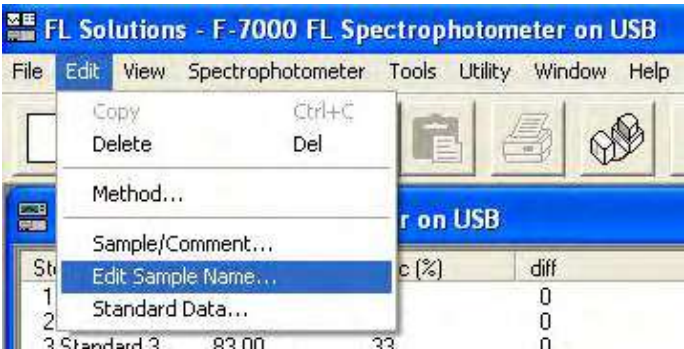 FL Solutions - F-7000 FL Spectrophotometer on USB
File Edit View Spectrophotometer Tools Utility Window Help
Copy Ctrl+C
Delete Del
Method...
r on USB
Sample/Comment...
c (%) diff
Edit Sample Name...
1 0
Standard Data...
2 0
3 Standard 3 83.00 33 0